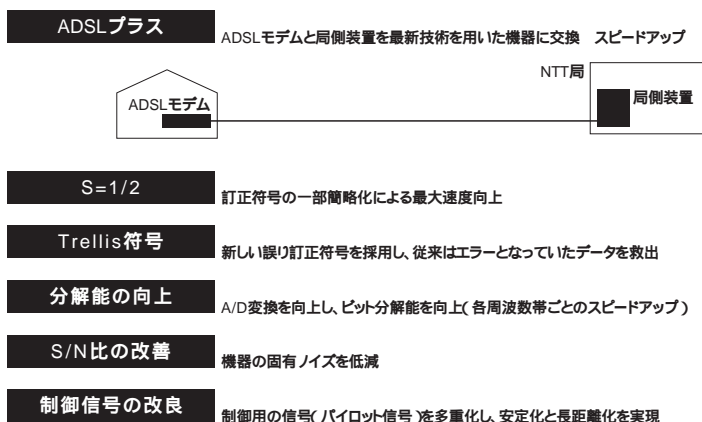 ADSLプラス
ADSLモデムと局側装置を最新技術を用いた機器に交換　スピードアップ
NTT局
ADSLモデム
局側装置
S=1/2
訂正符号の一部簡略化による最大速度向上
Trellis符号
新しい誤り訂正符号を採用し、従来はエラーとなっていたデータを救出
分解能の向上
A/D変換を向上し、ビット分解能を向上(各周波数帯ごとのスピードアップ)
S/N比の改善
機器の固有ノイズを低減
制御信号の改良
制御用の信号(パイロット信号)を多重化し、安定化と長距離化を実現